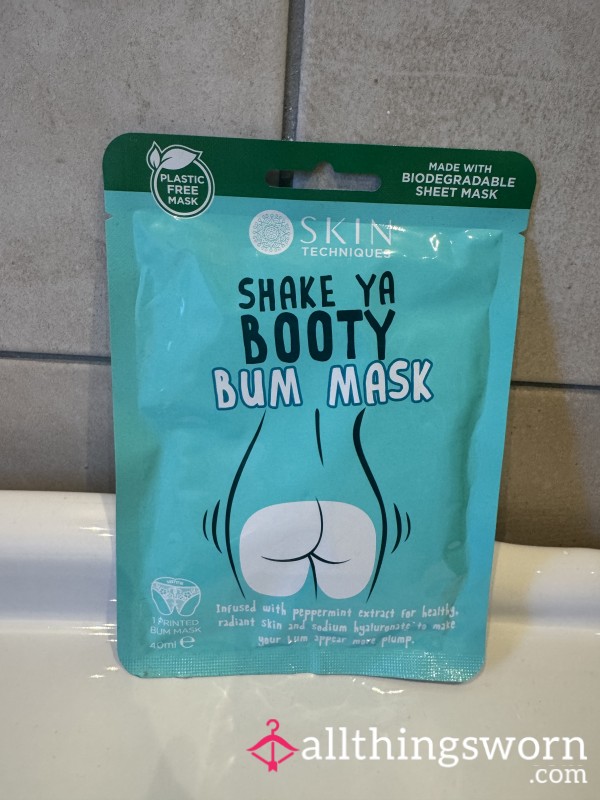 PLASTIC
FREE
MASK
MADE WITH
BIODEGRADABLE
SHEET MASK
SKIN
TECHNIQUES
SHAKE YA
BOOTY
BUM MASK
Infused with peppermint extract for healthy,
radiant skin and sodium hyaluronate to make
your bum appear more plump.
1 PRINTED
BUM MASK
40ml e
allthingsworn
.com